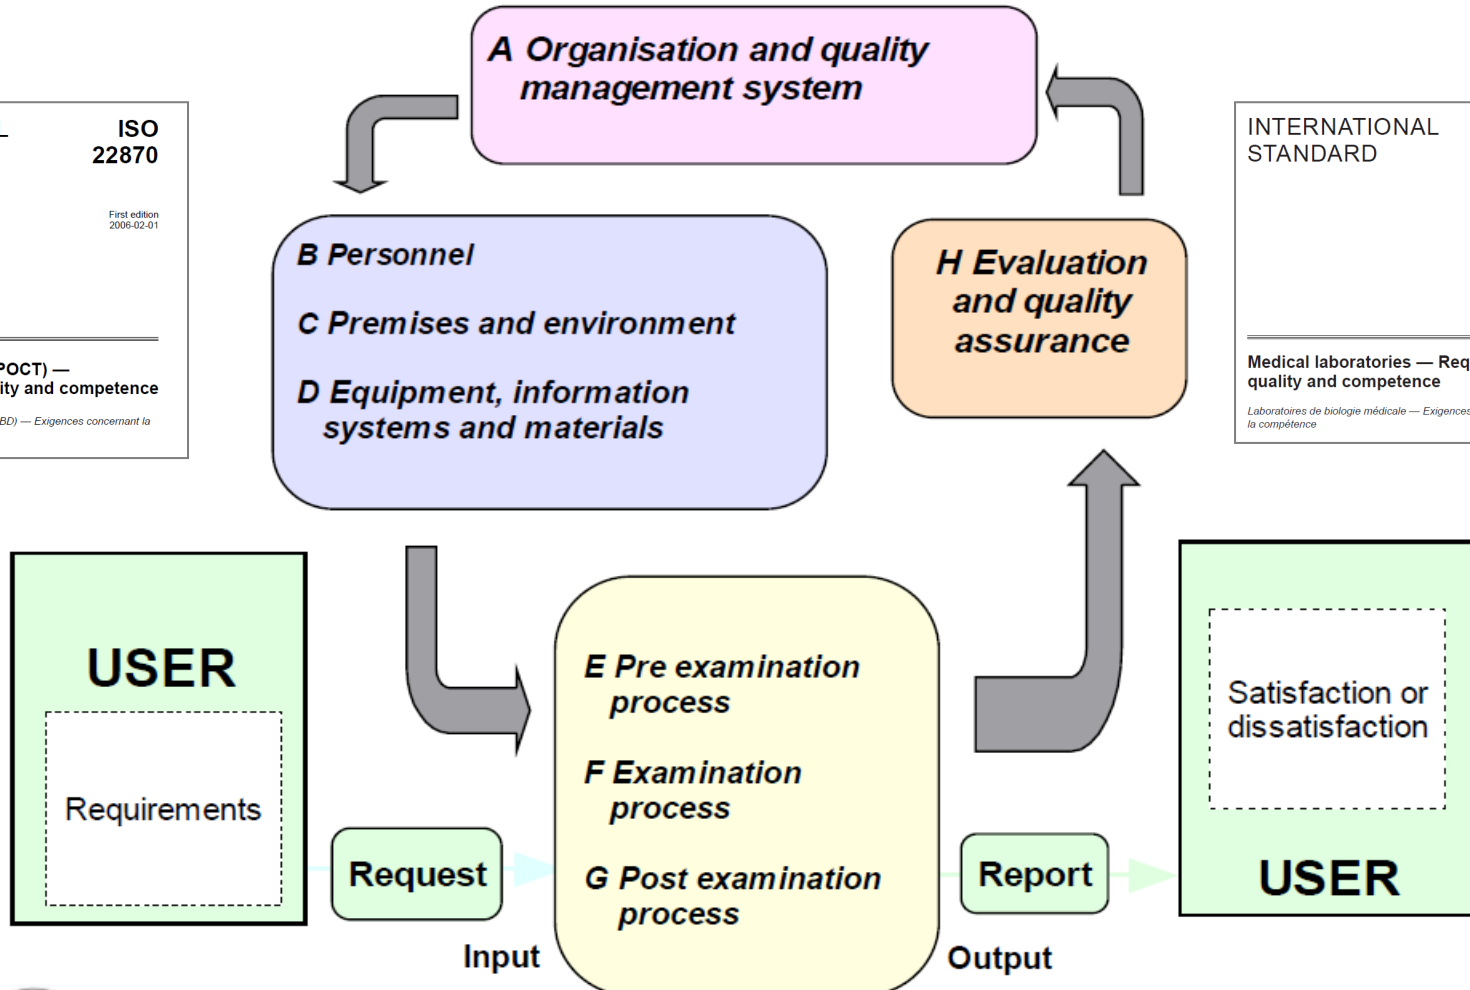 A Organisation and quality
management system
ISO
22870
First edition
2006-02-01
POCT) —
ity and competence
BD) — Exigences concernant la
INTERNATIONAL
STANDARD
Medical laboratories — Req
quality and competence
Laboratoires de biologie médicale — Exigences
la compétence
B Personnel
C Premises and environment
D Equipment, information
systems and materials
H Evaluation
and quality
assurance
USER
Requirements
Request
Input
E Pre examination
process
F Examination
process
G Post examination
process
Report
Output
Satisfaction or
dissatisfaction
USER